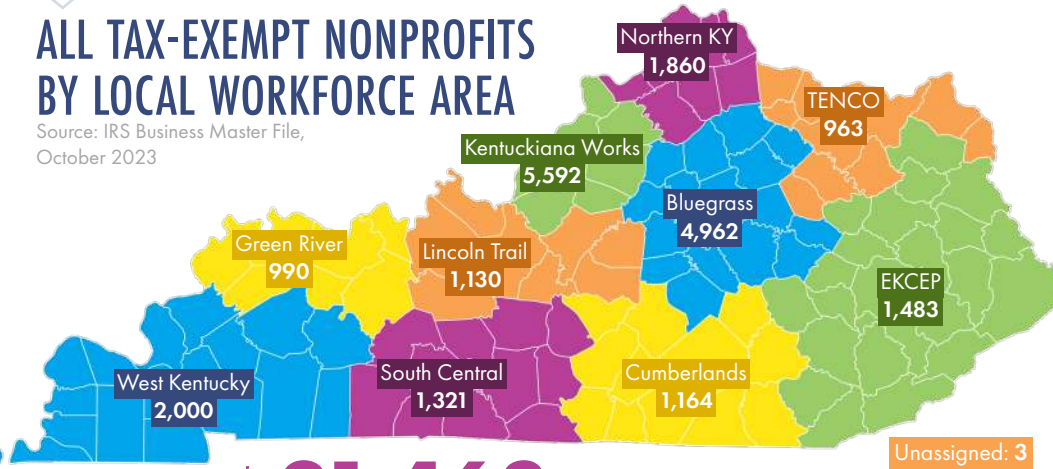 ALL TAX-EXEMPT NONPROFITS
BY LOCAL WORKFORCE AREA
Source: IRS Business Master File,
October 2023
Northern KY
1,860
TENCO
963
Kentuckiana Works
5,592
Bluegrass
4,962
Green River
990
Lincoln Trail
1,130
EKCEP
1,483
West Kentucky
2,000
South Central
1,321
Cumberlands
1,164
Unassigned: 3